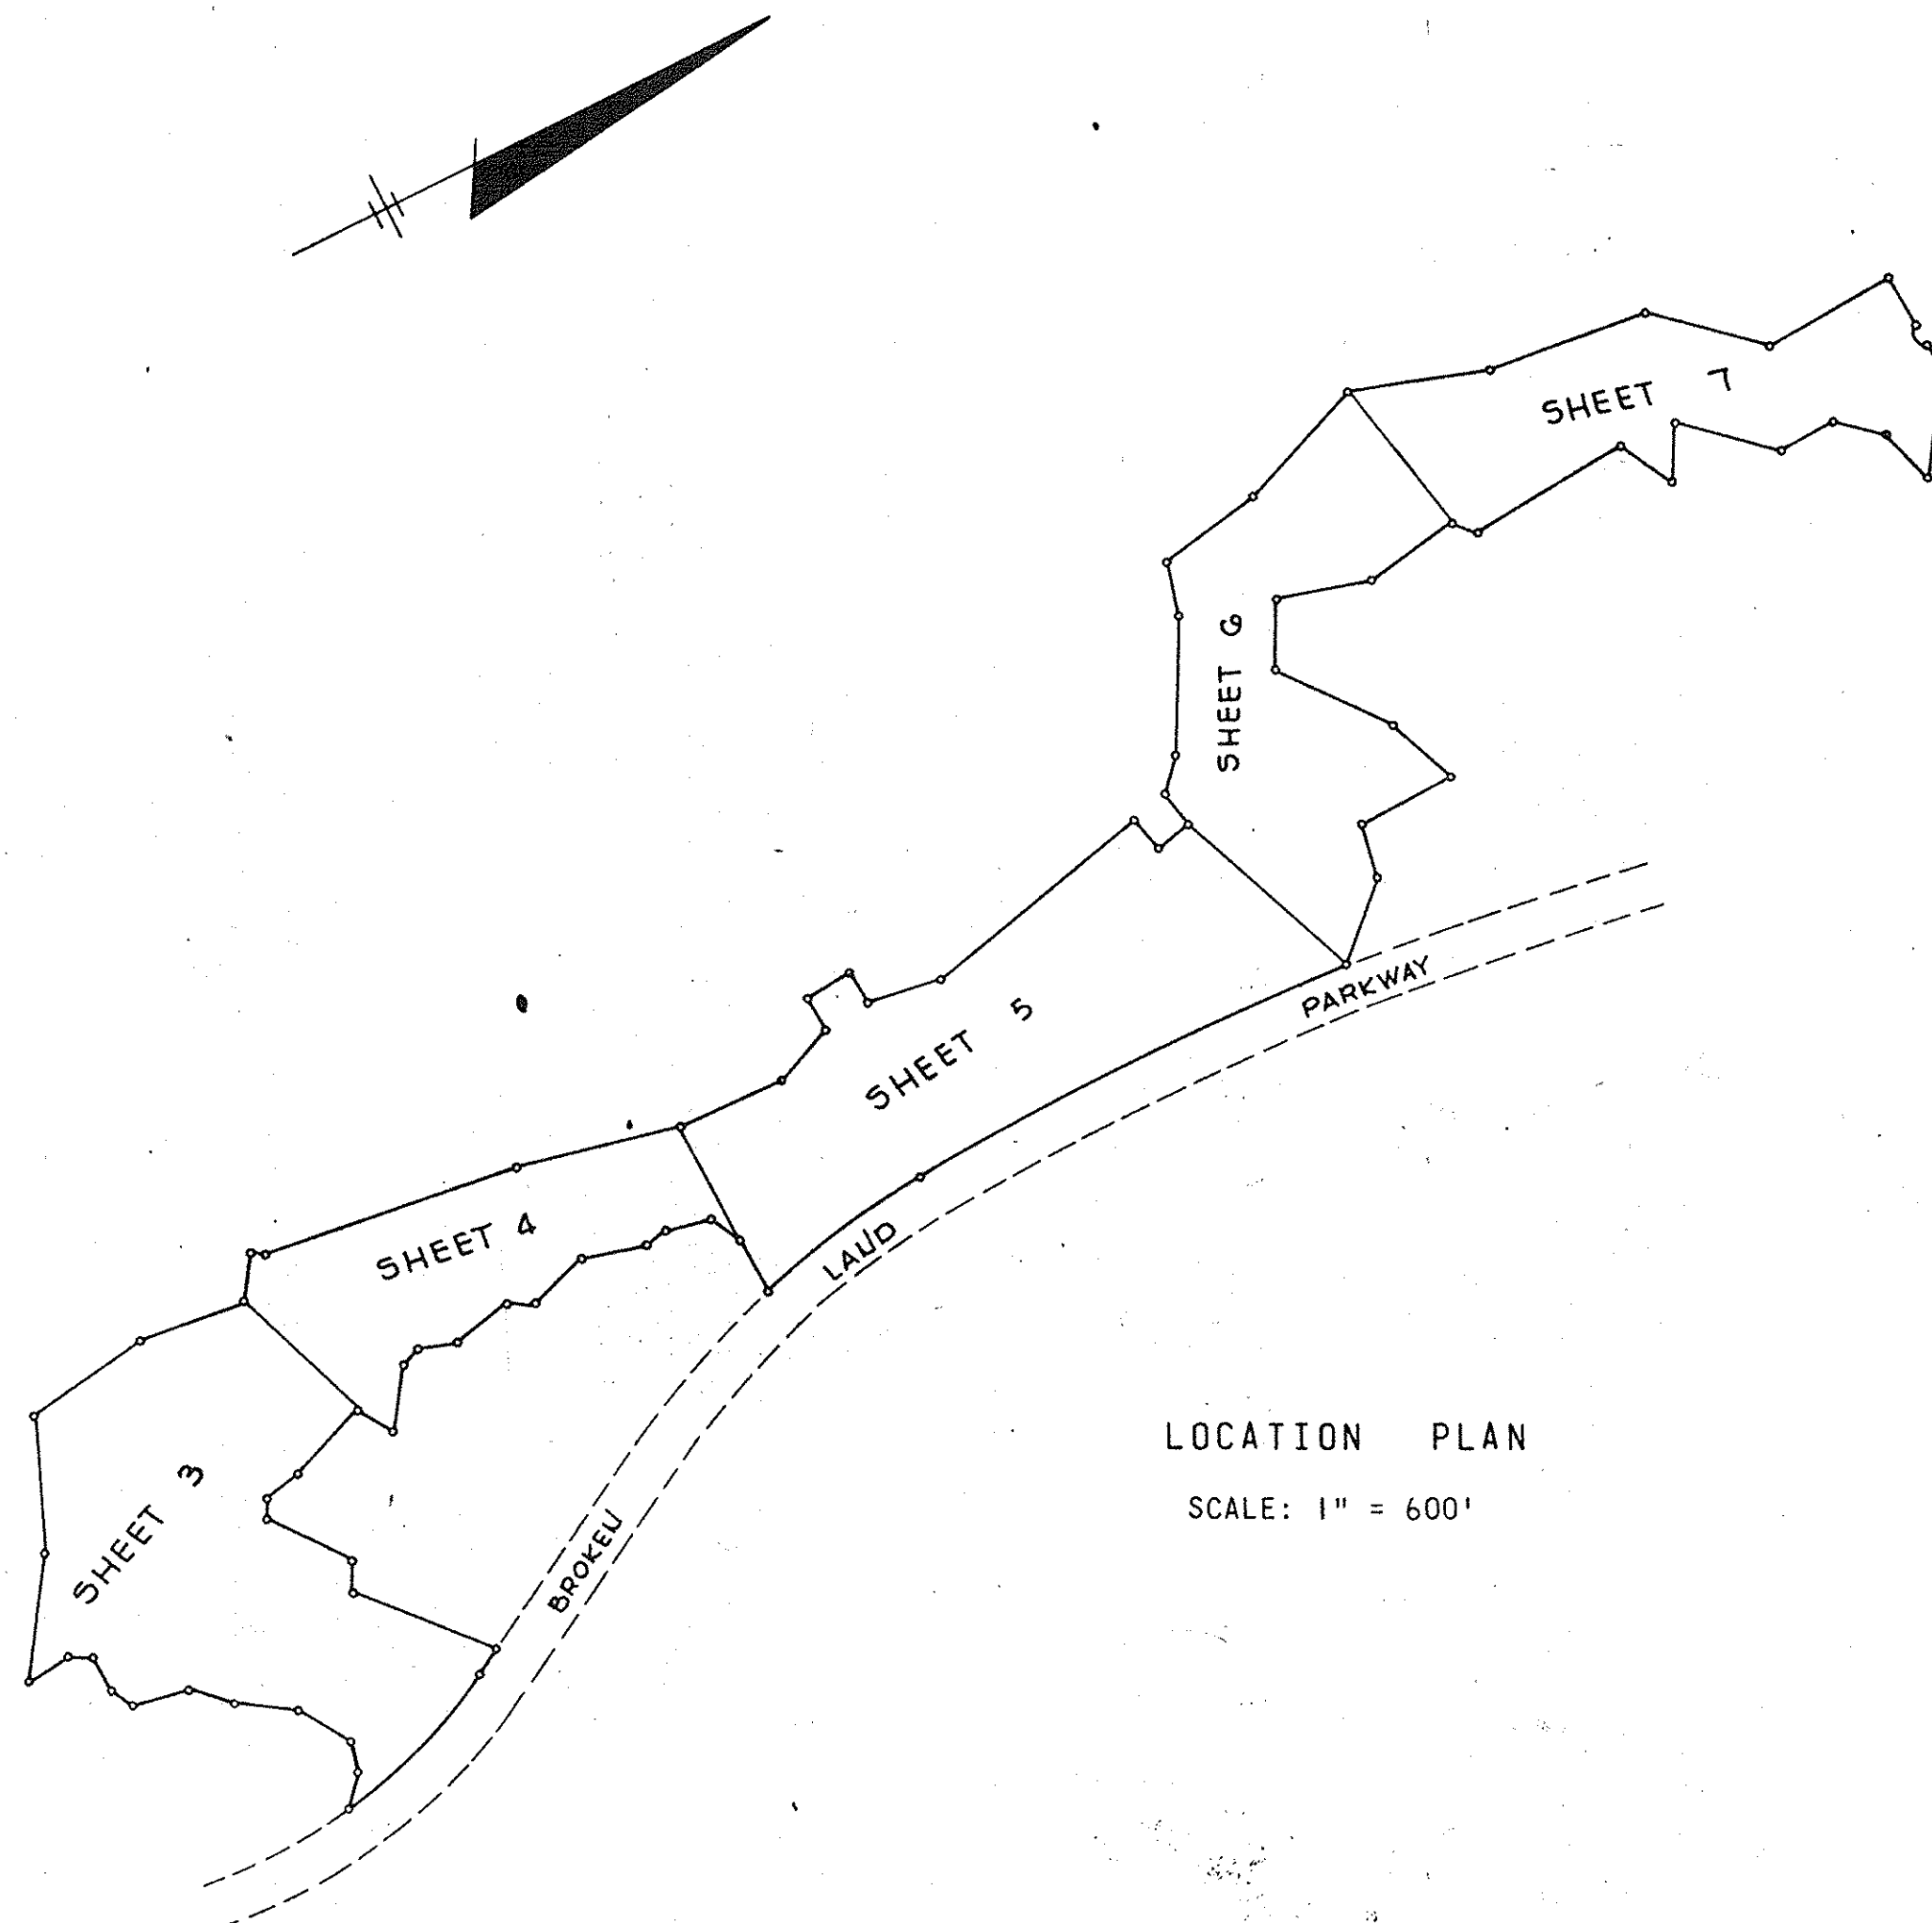 SHEET 7
SHEET 6
SHEET 5
SHEET 4
SHEET 3
BROKEN LAND PARKWAY
LOCATION PLAN
SCALE: 1" = 600'